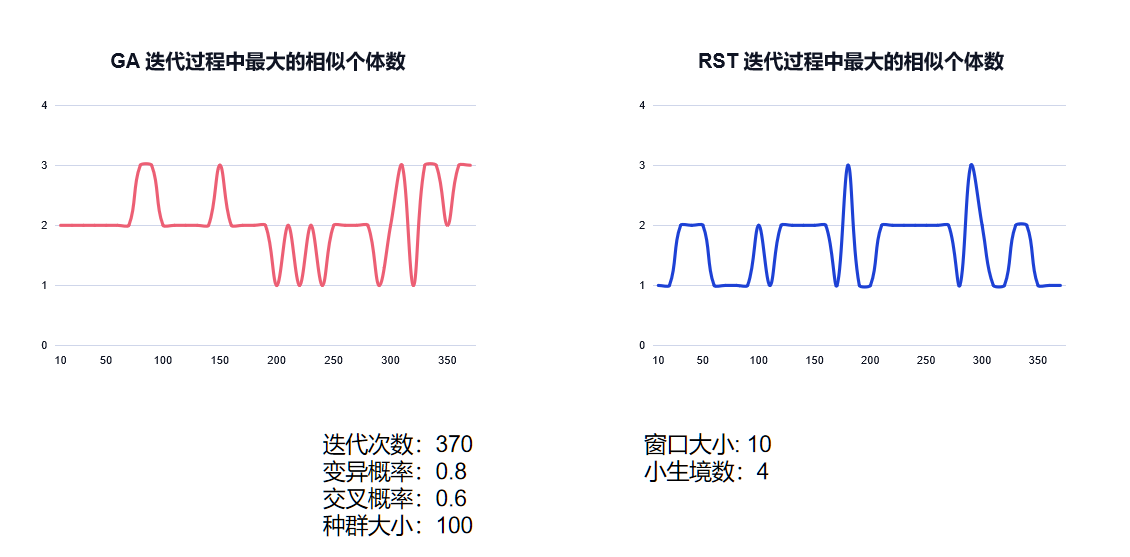 GA 迭代过程中最大的相似个体数
4
3
2
1
0
10 50 100 150 200 250 300 350
RST 迭代过程中最大的相似个体数
4
3
2
1
0
10 50 100 150 200 250 300 350
迭代次数：370
变异概率：0.8
交叉概率：0.6
种群大小：100
窗口大小: 10
小生境数：4